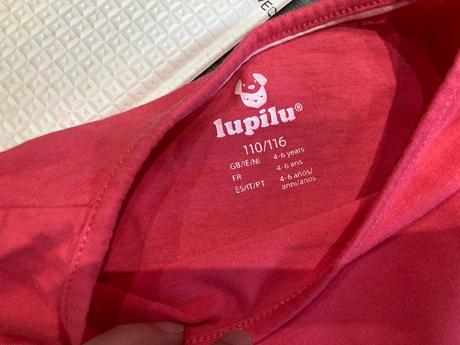 lupilu®
110/116
GB/IE/NI 4-6 years
FR 4-6 ans
ES/IT/PT 4-6 años/
anni/anos